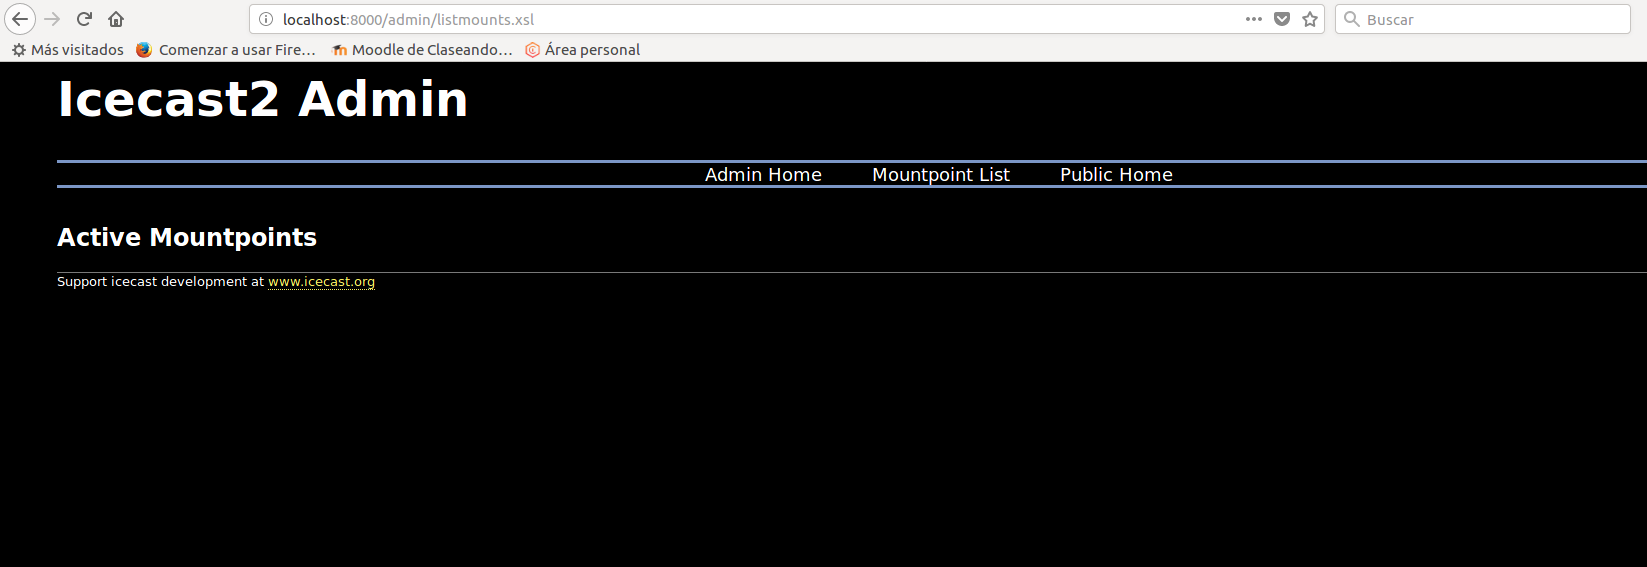 localhost:8000/admin/listmounts.xsl
Buscar
Más visitados Comenzar a usar Fire... Moodle de Claseando... Área personal
Icecast2 Admin
Admin Home Mountpoint List Public Home
Active Mountpoints
Support icecast development at www.icecast.org